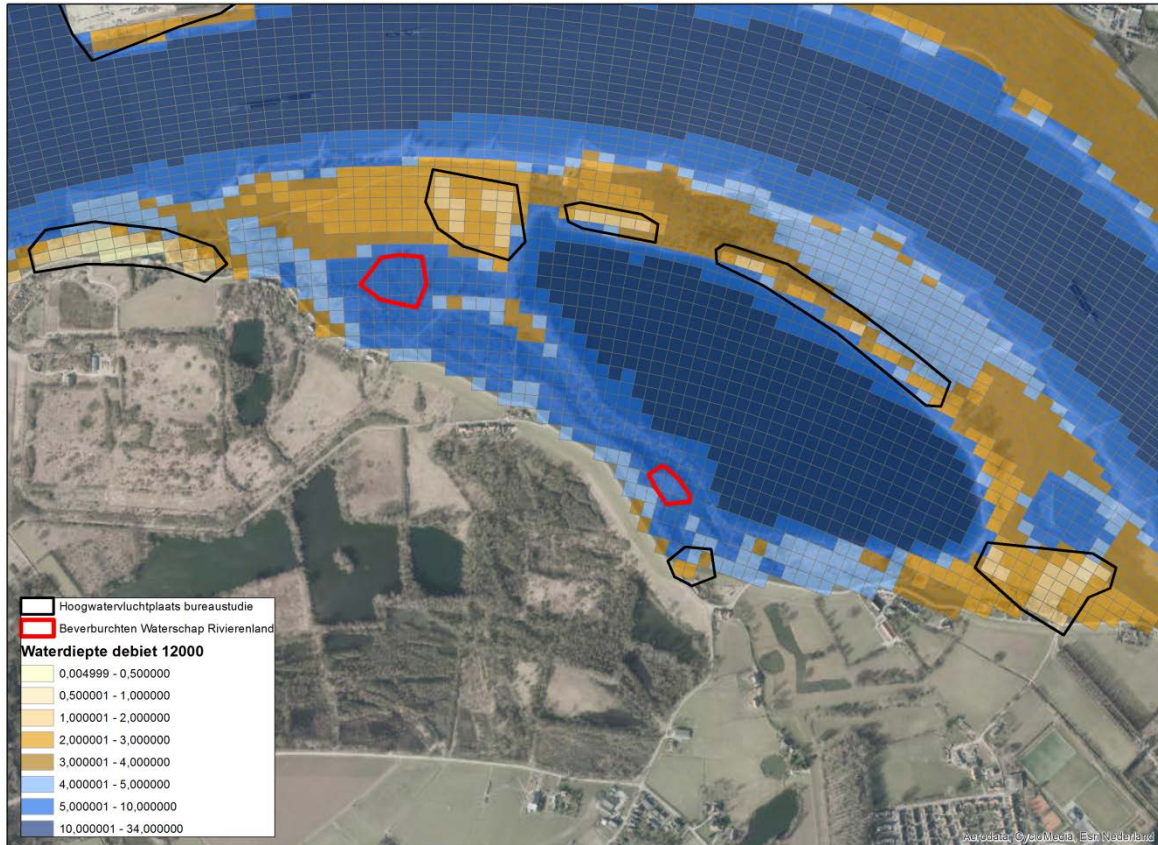 Hoogwatervluchtplaats bureaustudie
Beverburchten Waterschap Rivierenland
Waterdiepte debiet 12000
0,004999 - 0,500000
0,500001 - 1,000000
1,000001 - 2,000000
2,000001 - 3,000000
3,000001 - 4,000000
4,000001 - 5,000000
5,000001 - 10,000000
10,000001 - 34,000000
Aerodata, CycloMedia, Esri Nederland